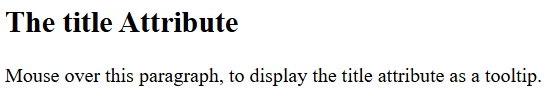 The title Attribute
Mouse over this paragraph, to display the title attribute as a tooltip.